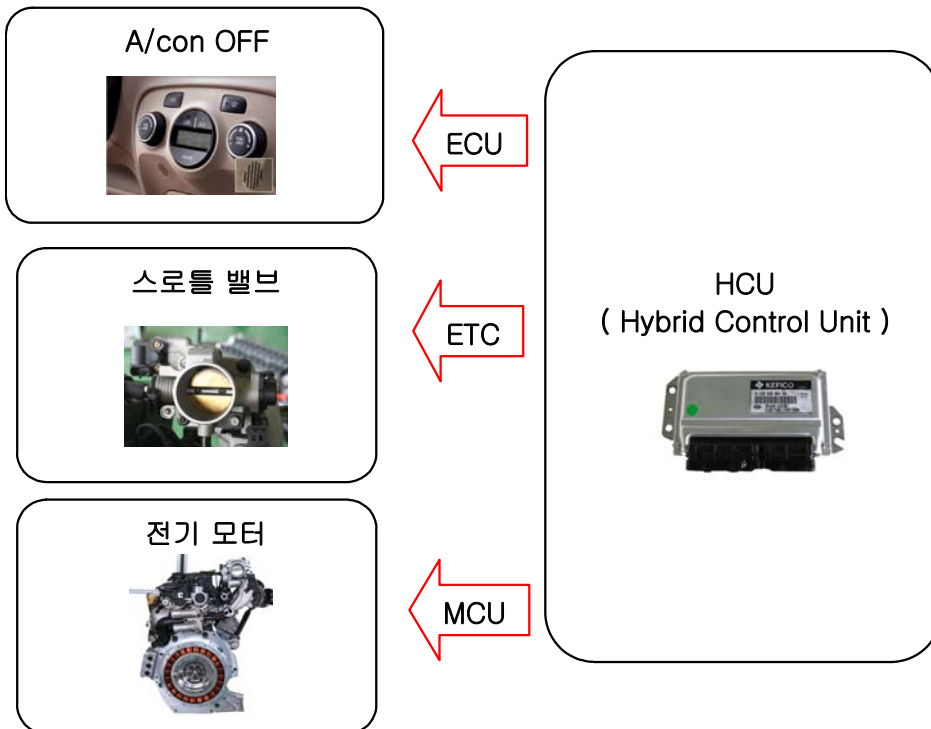 A/con OFF
ECU
스로틀 밸브
ETC
전기 모터
MCU
HCU
( Hybrid Control Unit )
KEFICO